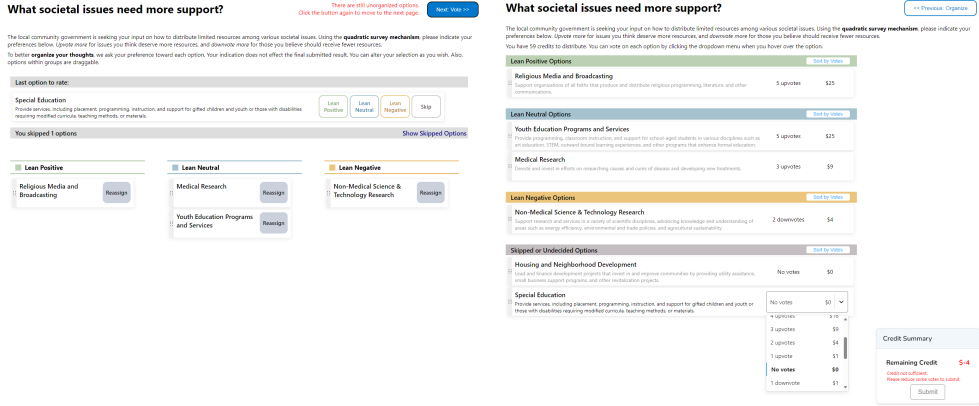 What societal issues need more support?
There are still unorganized options
Click the button again to move to the next page.
Next: Vote >>
The local community government is seeking your input on how to distribute limited resources among various societal issues. Using the quadratic survey mechanism, please indicate your
preferences below. Upvote more for issues you think deserve more resources, and downvote more for those you believe should receive fewer resources.
To better organize your thoughts, we ask your preference toward each option. Your indication does not effect the final submitted result. You can alter your selection as you wish. Also,
options within groups are draggable.
Last option to rate:
Special Education
Provide services, including placement, programming, instruction, and support for gifted children and youth or those with disabilities
requiring modified curricula, teaching methods, or materials.
Lean
Positive
Lean
Neutral
Lean
Negative
Skip
You skipped 1 options
Show Skipped Options
Lean Positive
Religious Media and
Broadcasting
Reassign
Lean Neutral
Medical Research
Reassign
Youth Education Programs
and Services
Reassign
Lean Negative
Non-Medical Science &
Technology Research
Reassign
What societal issues need more support?
<< Previous: Organize
The local community government is seeking your input on how to distribute limited resources among various societal issues. Using the quadratic survey mechanism, please indicate your
preferences below. Upvote more for issues you think deserve more resources, and downvote more for those you believe should receive fewer resources.
You have 59 credits to distribute. You can vote on each option by clicking the dropdown menu when you hover over the option.
Lean Positive Options
Sort by Votes
Religious Media and Broadcasting
Support organizations of all faiths that produce and distribute religious programming, literature, and other
communications.
5 upvotes
$25
Lean Neutral Options
Sort by Votes
Youth Education Programs and Services
Provide programming, classroom instruction, and support for school-aged students in various disciplines such as
art education, STEM, outward bound learning experiences, and other programs that enhance formal education.
5 upvotes
$25
Medical Research
Devote and invest in efforts on researching causes and cures of disease and developing new treatments.
3 upvotes
$9
Lean Negative Options
Sort by Votes
Non-Medical Science & Technology Research
Support research and services in a variety of scientific disciplines, advancing knowledge and understanding of
areas such as energy efficiency, environmental and trade policies, and agricultural sustainability.
2 downvotes
$4
Skipped or Undecided Options
Sort by Votes
Housing and Neighborhood Development
Lead and finance development projects that invest in and improve communities by providing utility assistance,
small business support programs, and other revitalization projects.
No votes
$0
Special Education
Provide services, including placement, programming, instruction, and support for gifted children and youth or
those with disabilities requiring modified curricula, teaching methods, or materials.
No votes
$0
4 upvotes
$16
3 upvotes
$9
2 upvotes
$4
1 upvote
$1
No votes
$0
1 downvote
$1
Credit Summary
Remaining Credit
$-4
Credit not sufficient.
Please reduce some votes to submit.
Submit